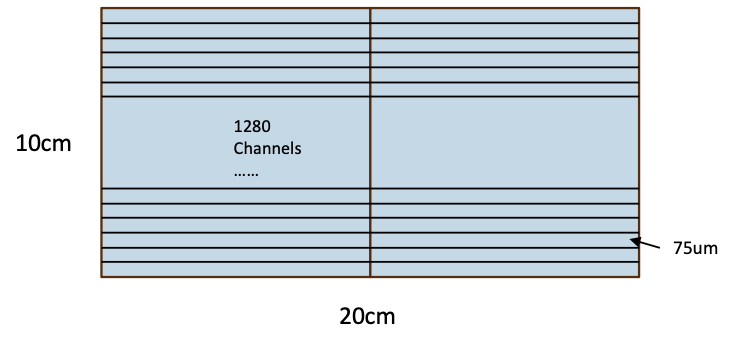 1280
Channels
......
10cm
75um
20cm